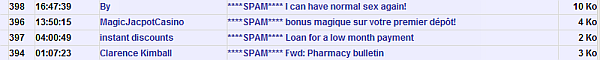 398 16:47:39 By ****SPAM**** I can have normal sex again! 10 Ko
396 13:50:15 MagicJacpotCasino ****SPAM**** bonus magique sur votre premier dépôt! 4 Ko
397 04:00:49 instant discounts ****SPAM**** Loan for a low month payment 2 Ko
394 01:07:23 Clarence Kimball ****SPAM**** Fwd: Pharmacy bulletin 3 Ko